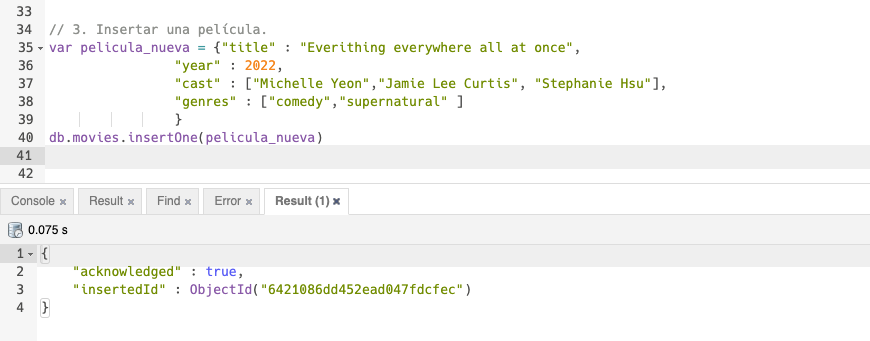 33
34 // 3. Insertar una película.
35 var pelicula_nueva = {"title" : "Everithing everywhere all at once",
36 "year" : 2022,
37 "cast" : ["Michelle Yeon","Jamie Lee Curtis", "Stephanie Hsu"],
38 "genres" : ["comedy","supernatural" ]
39 }
40 db.movies.insertOne(pelicula_nueva)
41
42
Console × Result × Find × Error × Result (1) ×
0.075 s
1 {
2 "acknowledged" : true,
3 "insertedId" : ObjectId("6421086dd452ead047fdcfec")
4 }